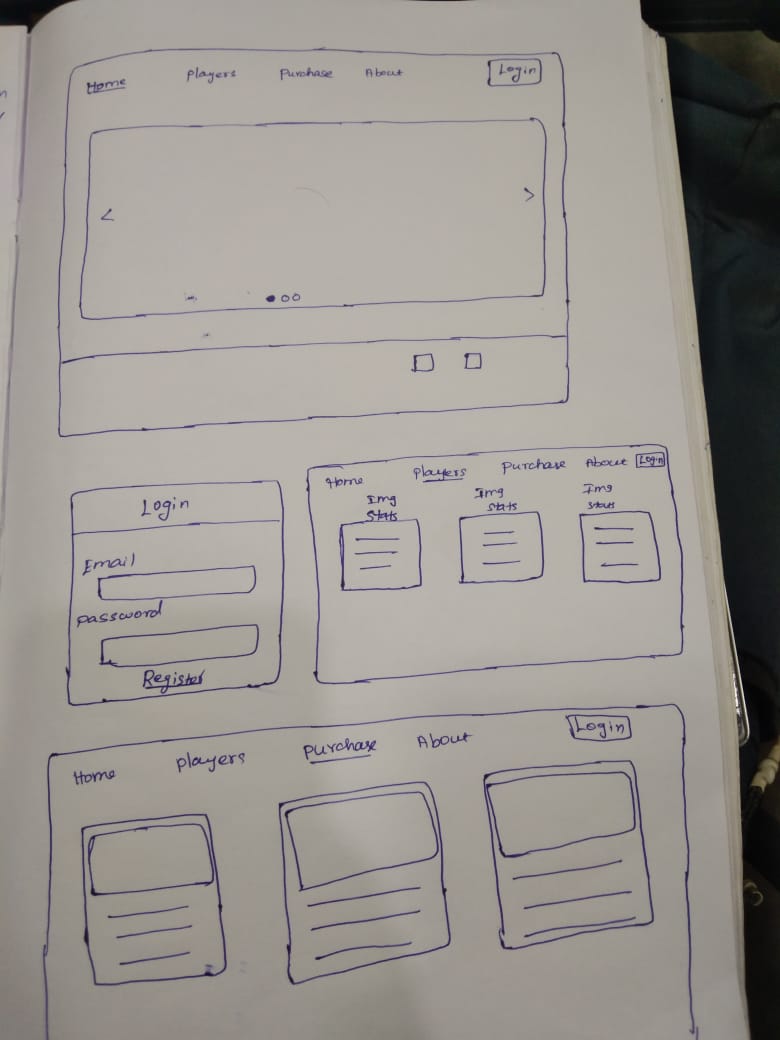 Home Players Purchase About Login
<
>
Login
Email
Password
Register
Home Players Purchase About Login
Img Img Img
Stats Stats Stats
Home Players Purchase About Login